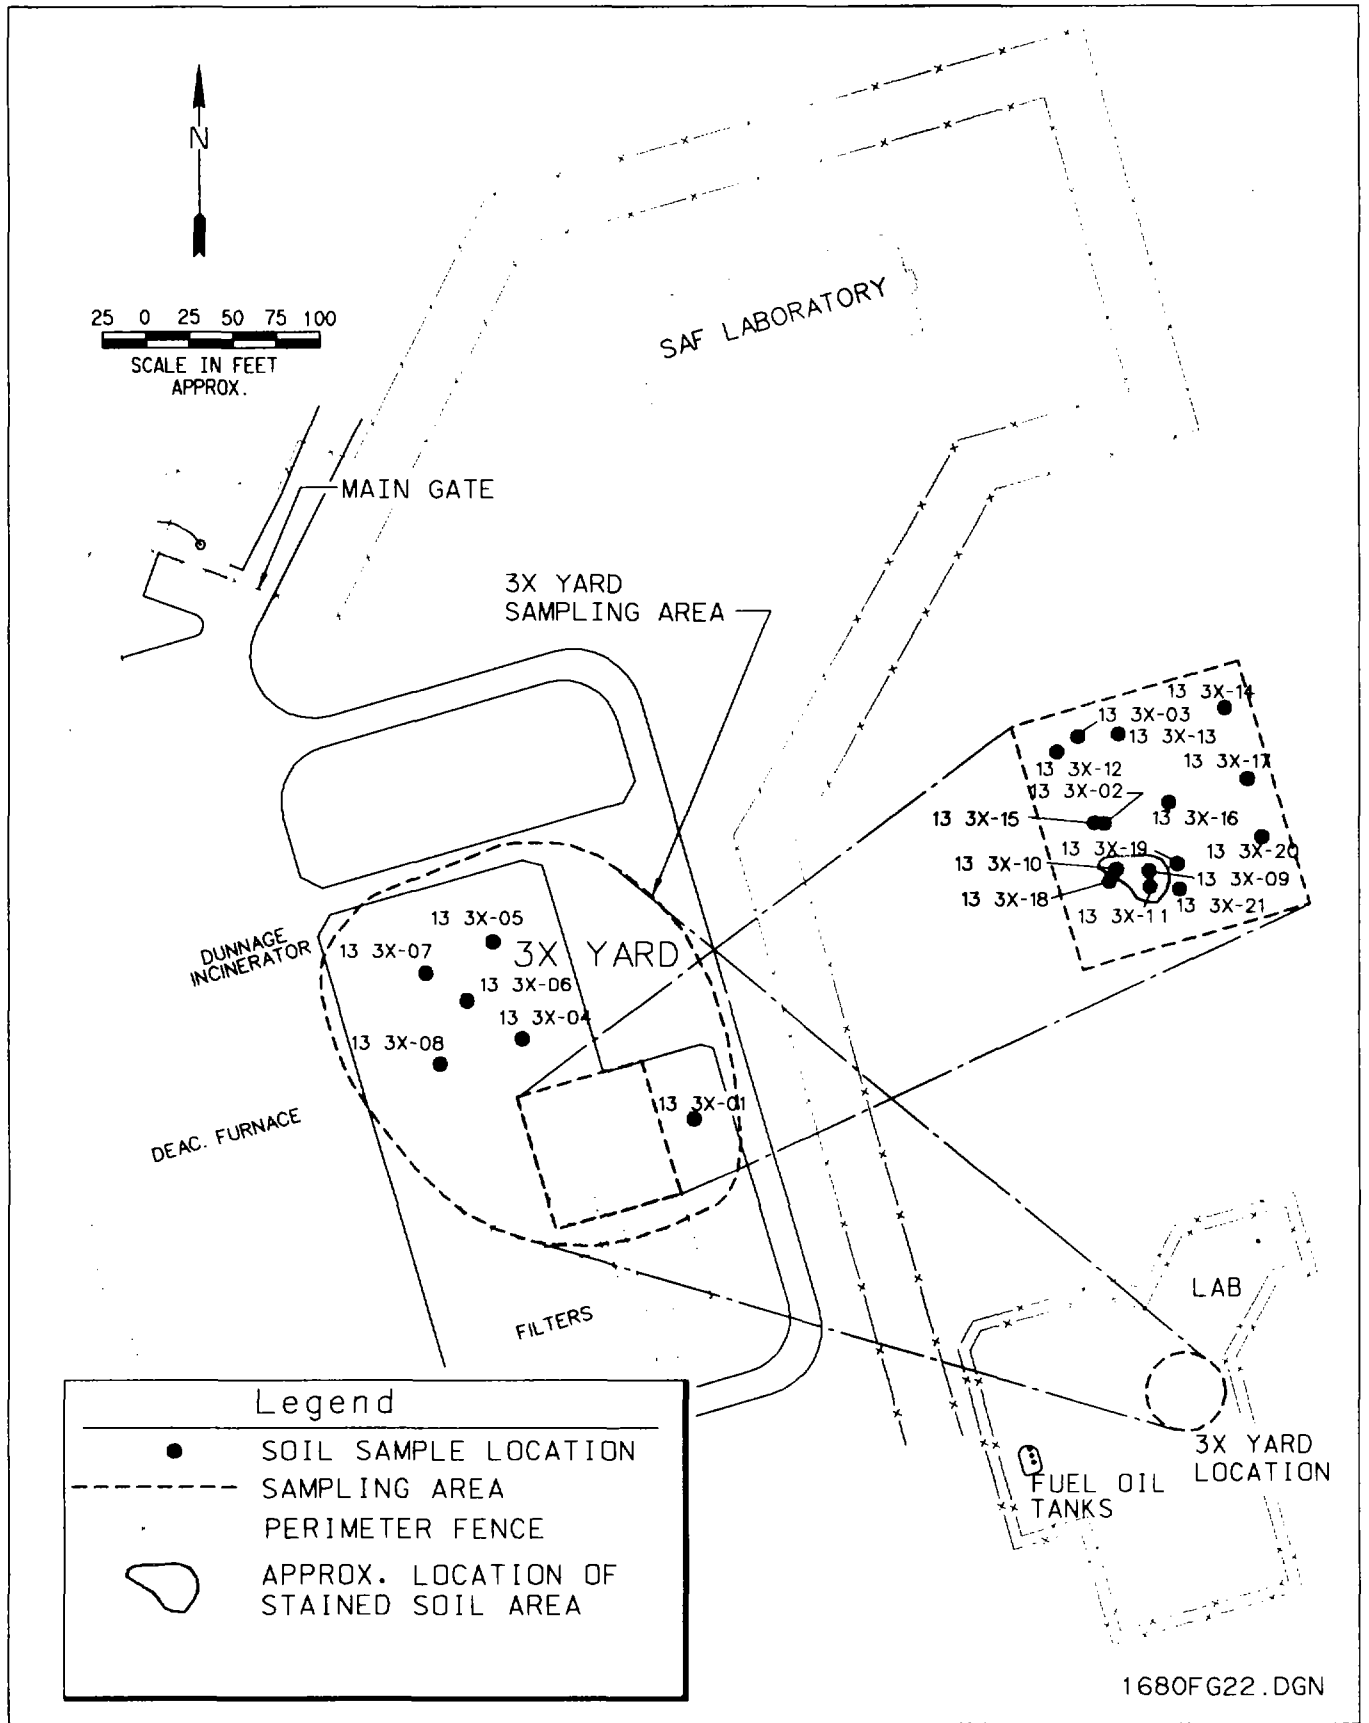 N
25 0 25 50 75 100
SCALE IN FEET
APPROX.
SAF LABORATORY
MAIN GATE
3X YARD
SAMPLING AREA
13 3X-14
13 3X-03
13 3X-13
13 3X-12
13 3X-17
13 3X-02
13 3X-15
13 3X-16
13 3X-19
13 3X-20
13 3X-10
13 3X-09
13 3X-18
13 3X-11
13 3X-21
DUNNAGE
INCINERATOR
13 3X-05
13 3X-07
3X YARD
13 3X-06
13 3X-04
13 3X-08
13 3X-01
DEAC. FURNACE
FILTERS
LAB
3X YARD
LOCATION
FUEL OIL
TANKS
Legend
SOIL SAMPLE LOCATION
SAMPLING AREA
PERIMETER FENCE
APPROX. LOCATION OF
STAINED SOIL AREA
1680FG22.DGN